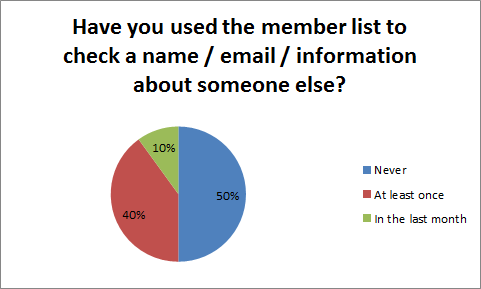 Have you used the member list to
check a name / email / information
about someone else?
10%
50%
40%
Never
At least once
In the last month